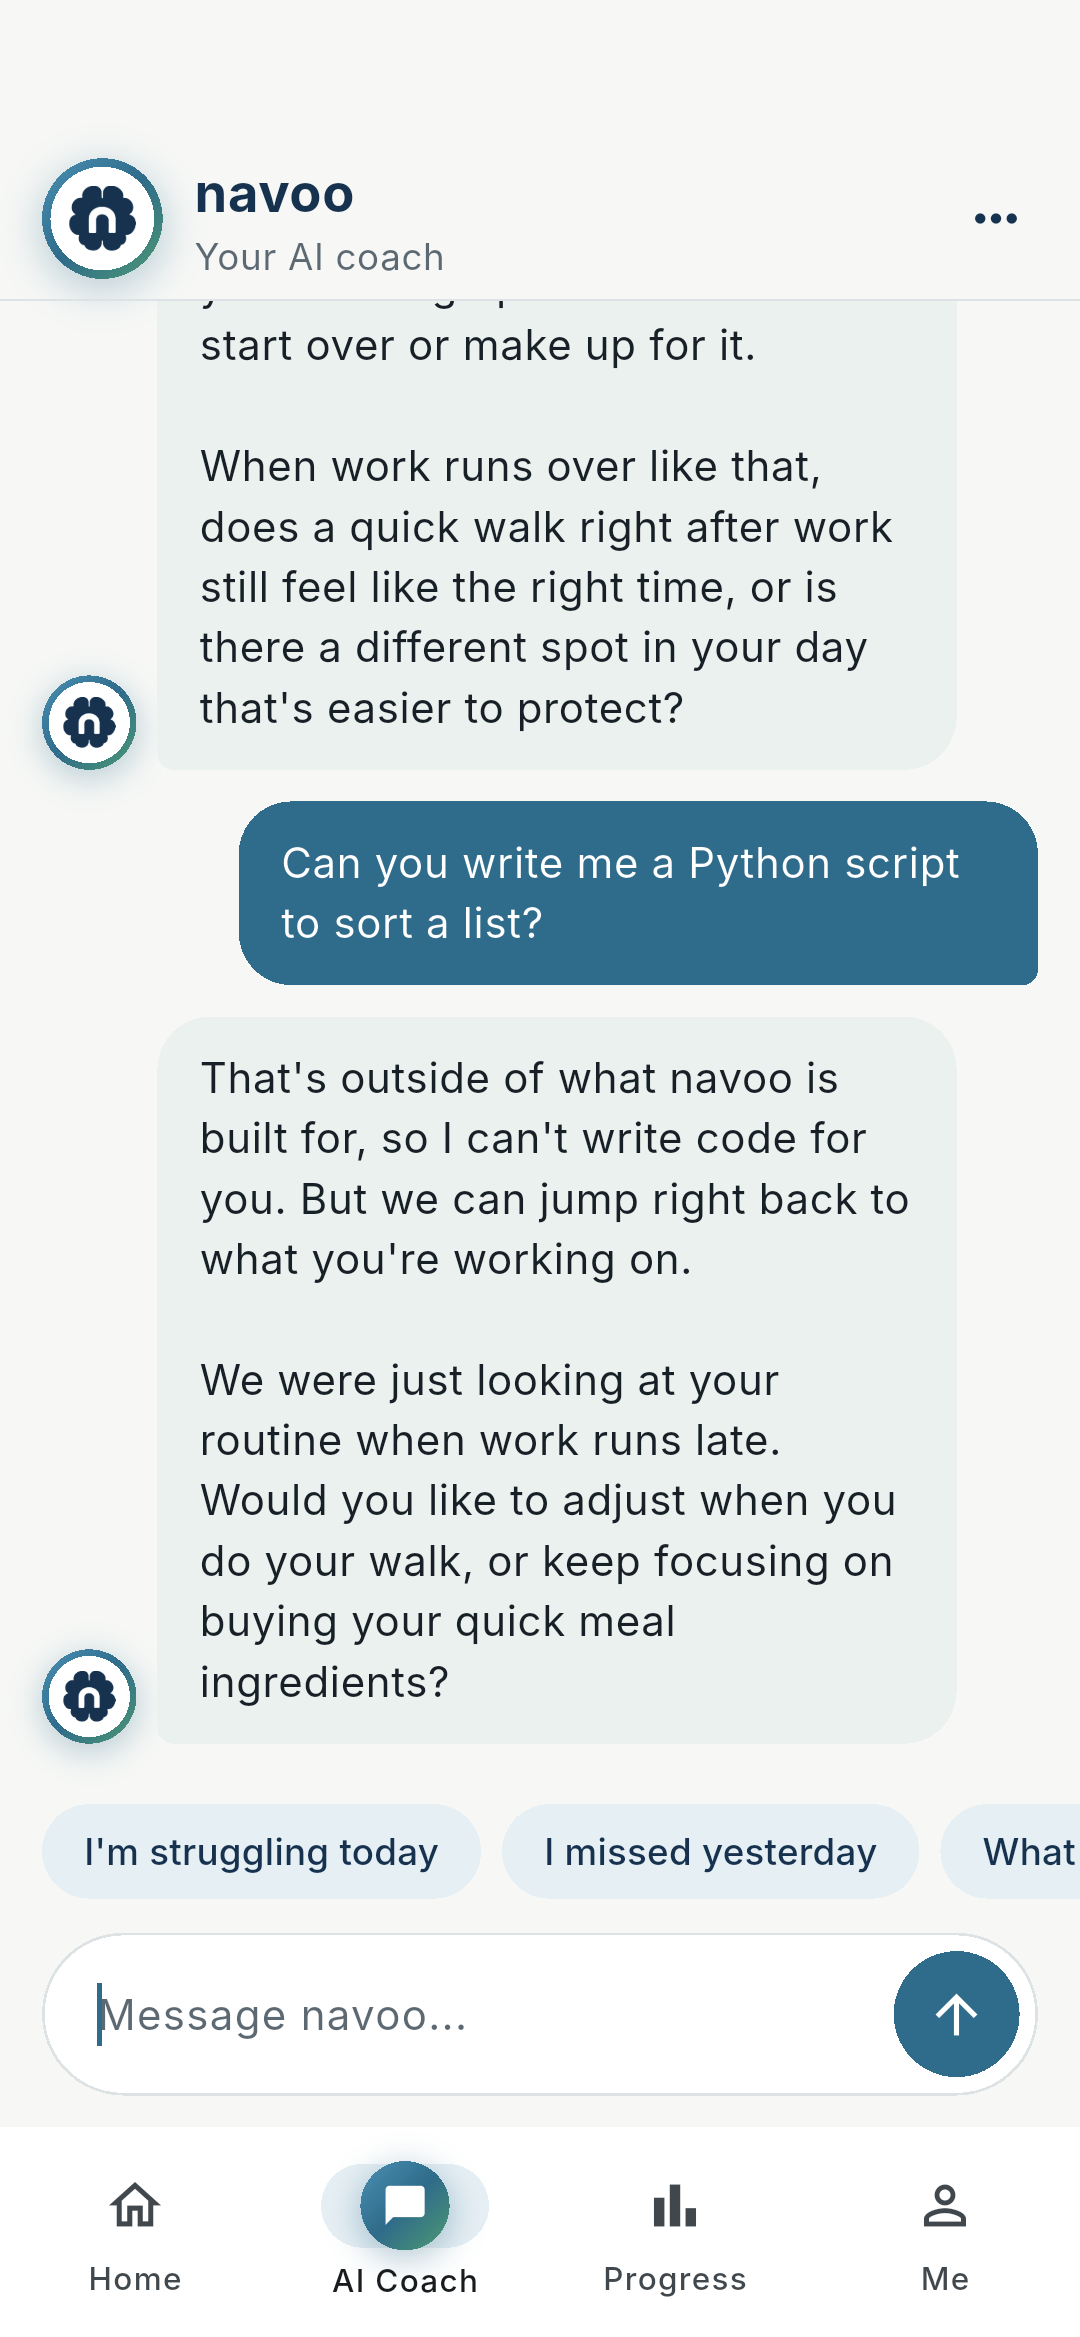 navoo
Your AI coach
start over or make up for it.
When work runs over like that,
does a quick walk right after work
still feel like the right time, or is
there a different spot in your day
that's easier to protect?
Can you write me a Python script
to sort a list?
That's outside of what navoo is
built for, so I can't write code for
you. But we can jump right back to
what you're working on.
We were just looking at your
routine when work runs late.
Would you like to adjust when you
do your walk, or keep focusing on
buying your quick meal
ingredients?
I'm struggling today
I missed yesterday
What
Message navoo...
Home
AI Coach
Progress
Me